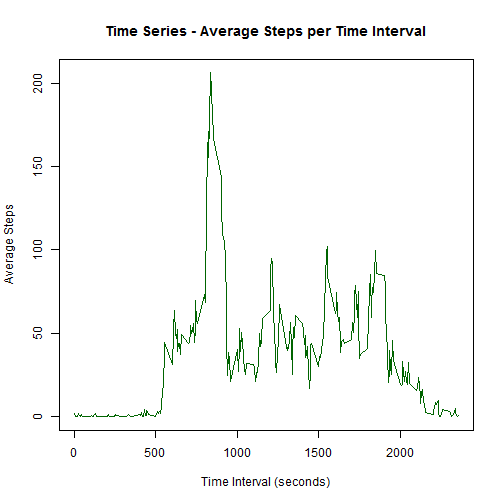 Time Series - Average Steps per Time Interval
Average Steps
200
150
100
50
0
0 500 1000 1500 2000
Time Interval (seconds)